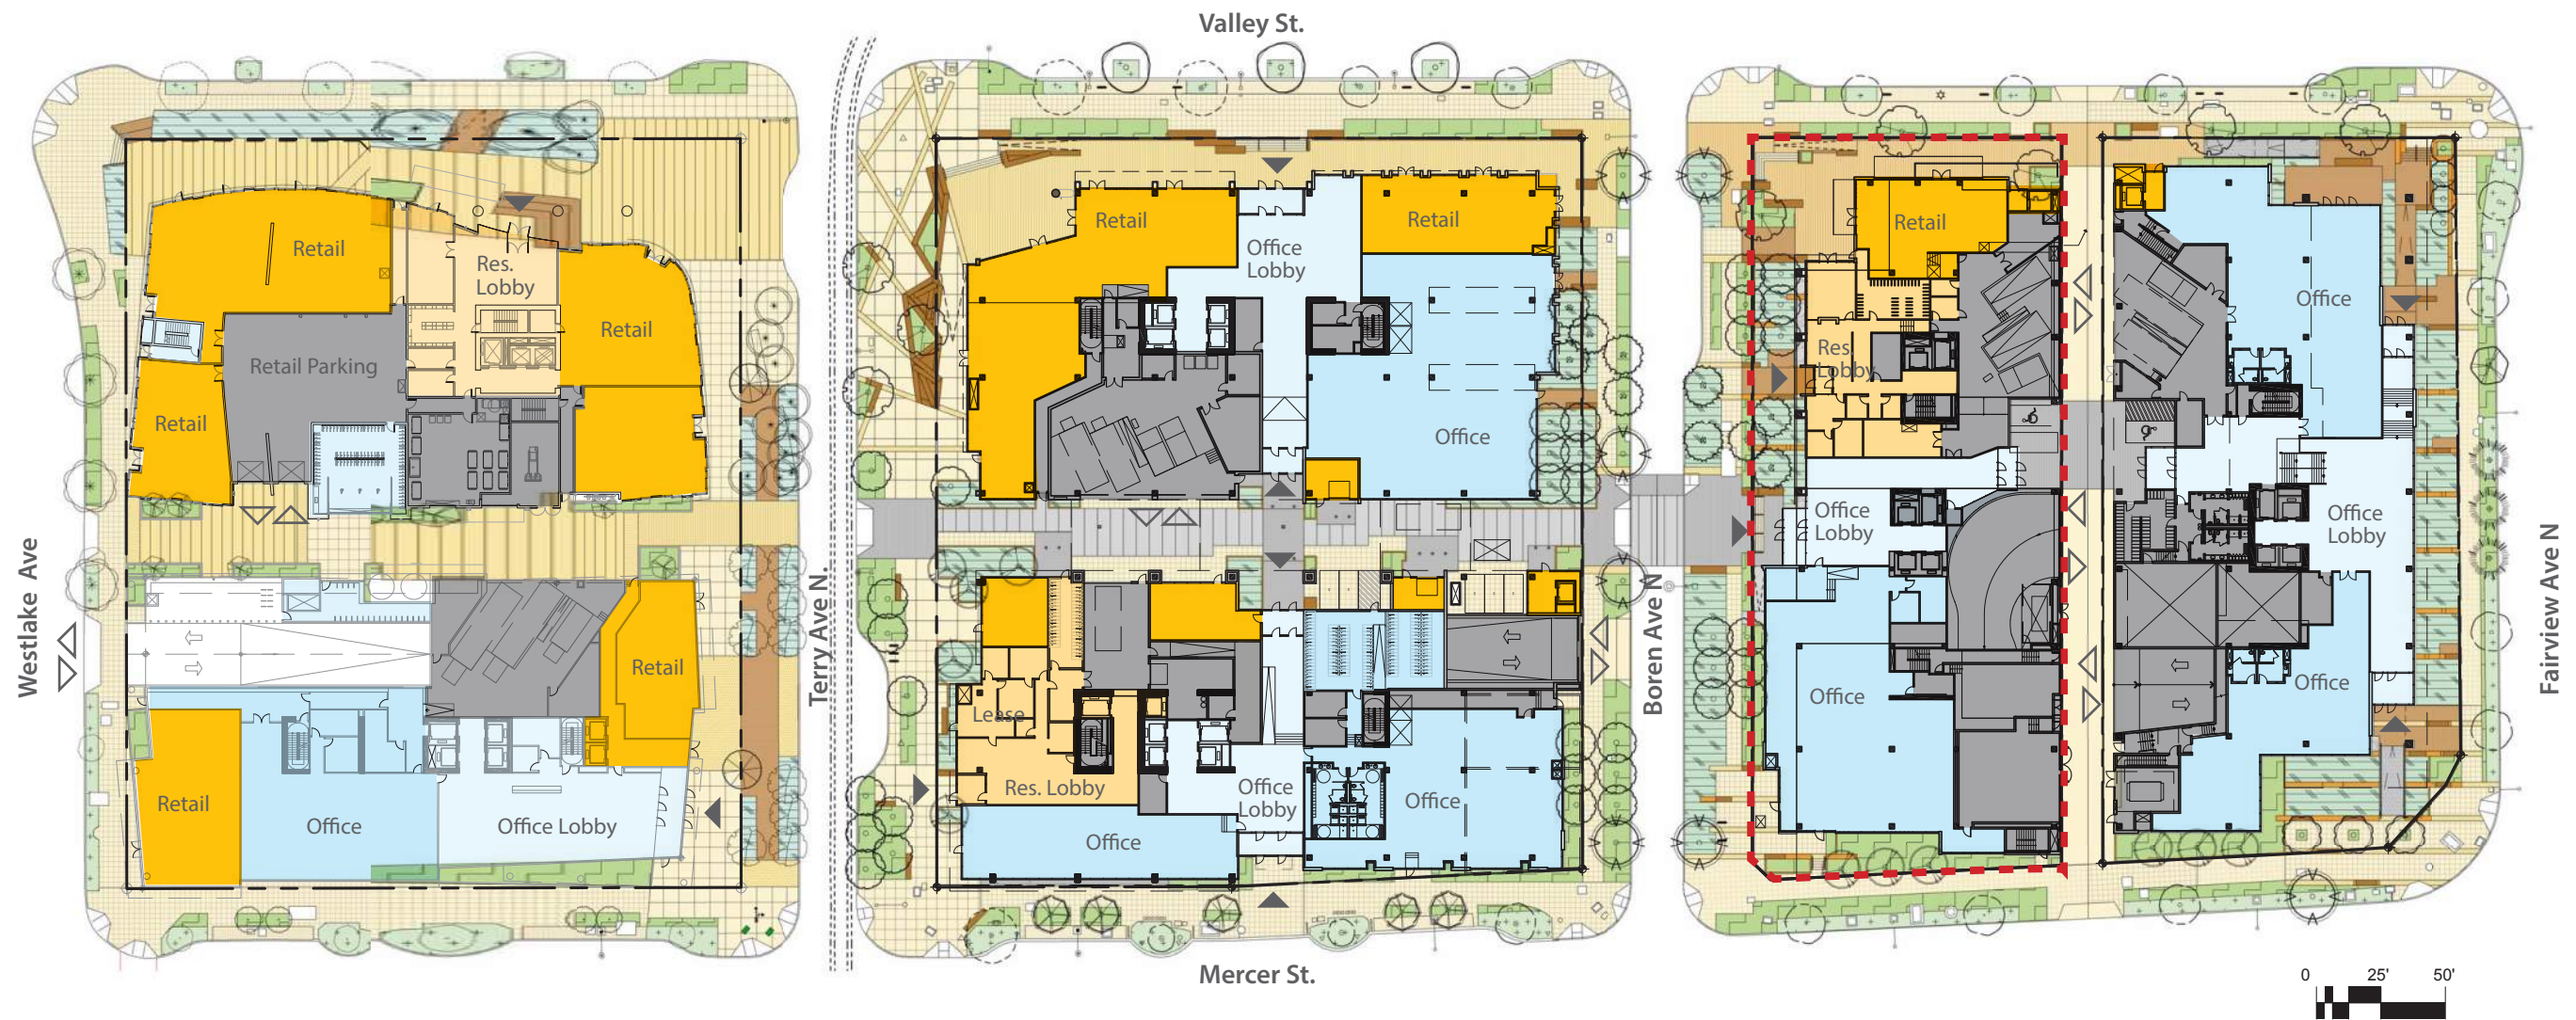 Valley St.
Retail
Res.
Lobby
Retail
Retail Parking
Retail
Retail
Office
Lobby
Retail
Office
Retail
Res.
Lobby
Office
Office
Lobby
Office
Lobby
Westlake Ave
Terry Ave N.
Boren Ave N
Fairview Ave N
Retail
Retail
Office
Office Lobby
Lease
Res. Lobby
Office
Lobby
Office
Office
Office
Office
Mercer St.
0 25' 50'